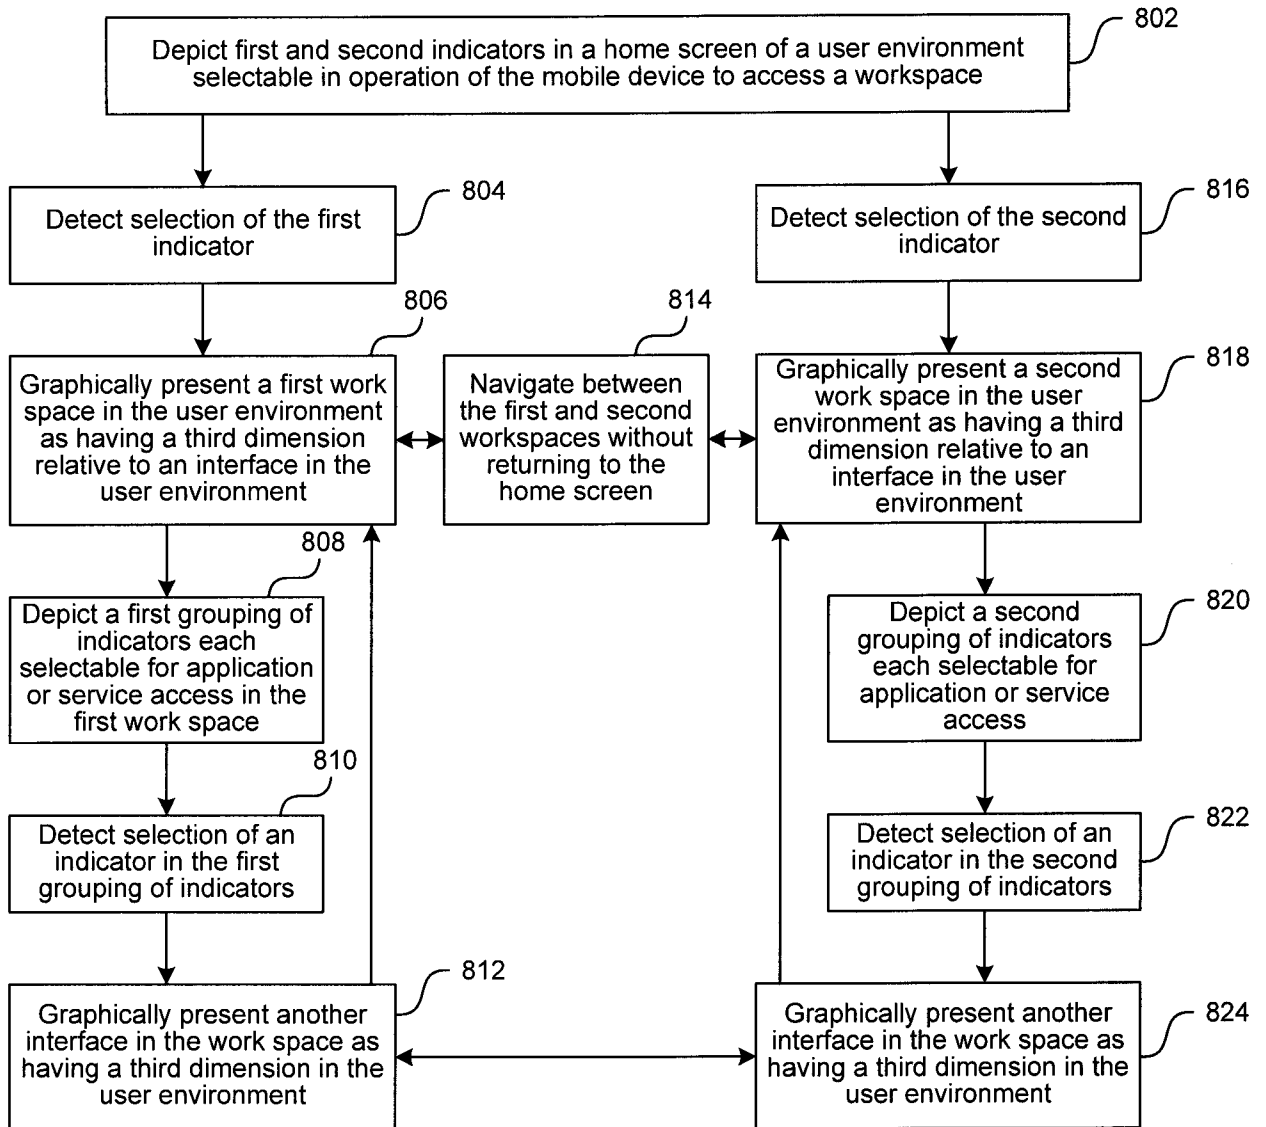 802
Depict first and second indicators in a home screen of a user environment
selectable in operation of the mobile device to access a workspace
804
Detect selection of the first
indicator
816
Detect selection of the second
indicator
806
Graphically present a first work
space in the user environment
as having a third dimension
relative to an interface in the
user environment
814
Navigate between
the first and second
workspaces without
returning to the
home screen
818
Graphically present a second
work space in the user
environment as having a third
dimension relative to an
interface in the user
environment
808
Depict a first grouping of
indicators each
selectable for application
or service access in the
first work space
820
Depict a second
grouping of indicators
each selectable for
application or service
access
810
Detect selection of an
indicator in the first
grouping of indicators
822
Detect selection of an
indicator in the second
grouping of indicators
812
Graphically present another
interface in the work space as
having a third dimension in the
user environment
824
Graphically present another
interface in the work space as
having a third dimension in the
user environment